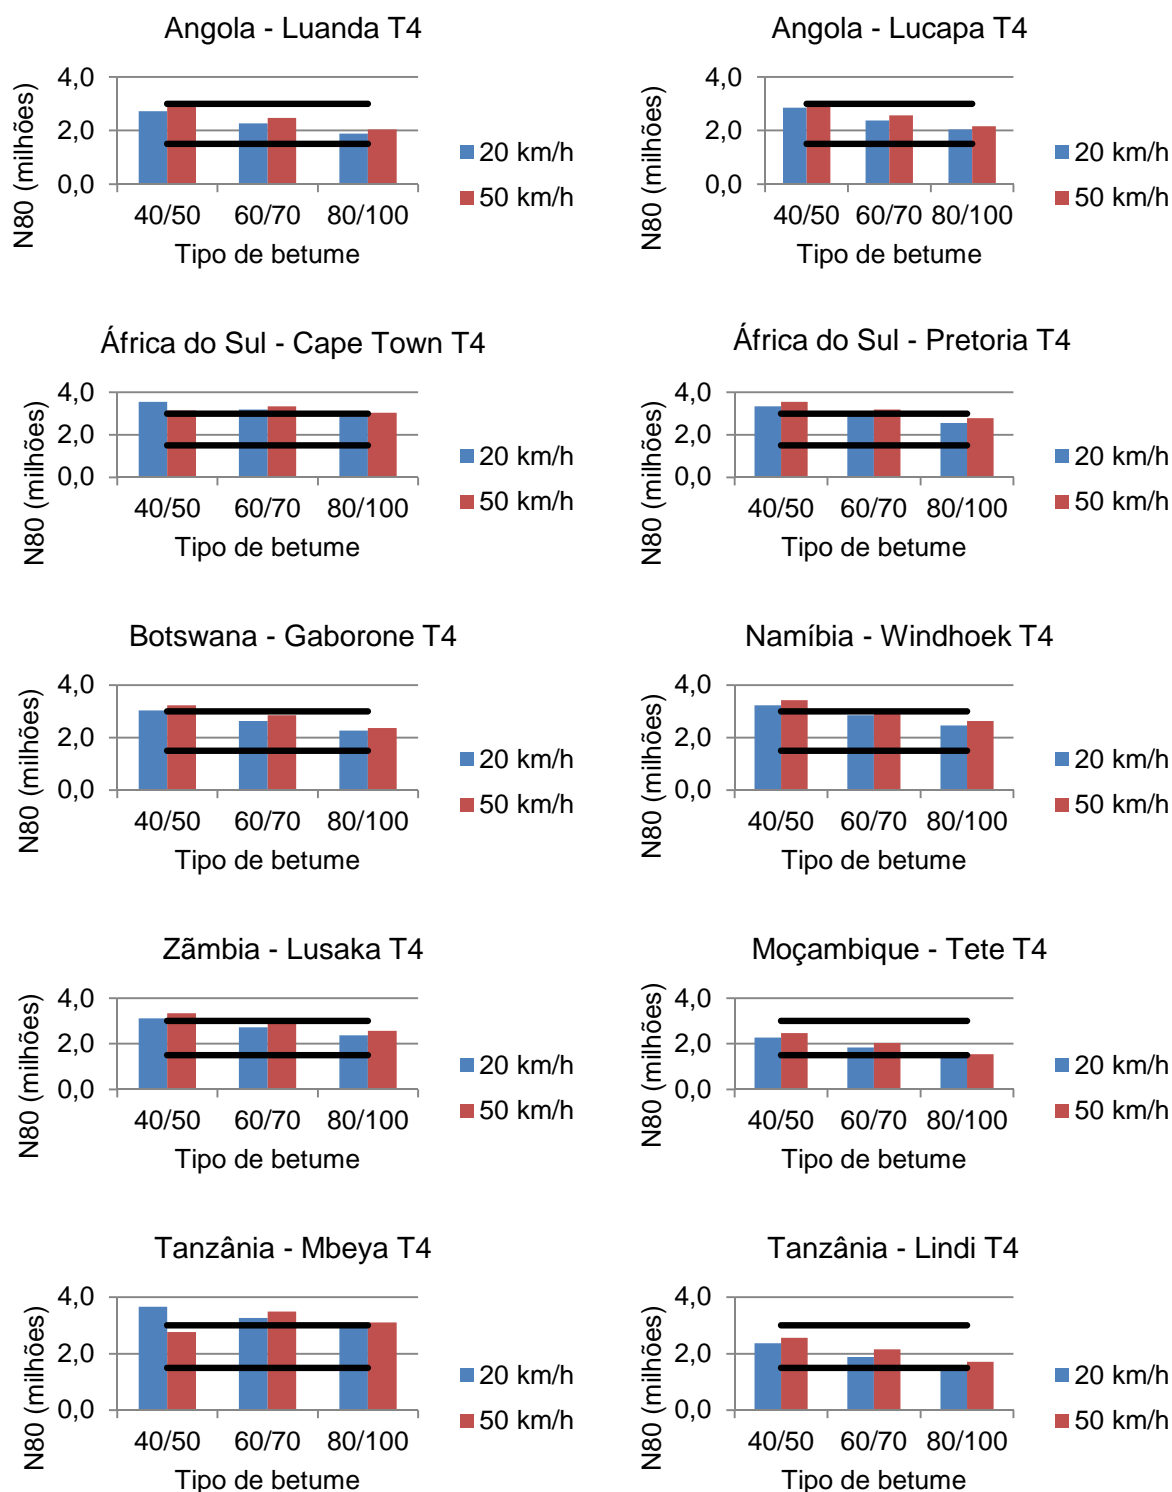 Angola - Luanda T4
N80 (milhões)
4,0
2,0
0,0
40/50 60/70 80/100
Tipo de betume
20 km/h
50 km/h
Angola - Lucapa T4
N80 (milhões)
4,0
2,0
0,0
40/50 60/70 80/100
Tipo de betume
20 km/h
50 km/h
África do Sul - Cape Town T4
N80 (milhões)
4,0
2,0
0,0
40/50 60/70 80/100
Tipo de betume
20 km/h
50 km/h
África do Sul - Pretoria T4
N80 (milhões)
4,0
2,0
0,0
40/50 60/70 80/100
Tipo de betume
20 km/h
50 km/h
Botswana - Gaborone T4
N80 (milhões)
4,0
2,0
0,0
40/50 60/70 80/100
Tipo de betume
20 km/h
50 km/h
Namíbia - Windhoek T4
N80 (milhões)
4,0
2,0
0,0
40/50 60/70 80/100
Tipo de betume
20 km/h
50 km/h
Zãmbia - Lusaka T4
N80 (milhões)
4,0
2,0
0,0
40/50 60/70 80/100
Tipo de betume
20 km/h
50 km/h
Moçambique - Tete T4
N80 (milhões)
4,0
2,0
0,0
40/50 60/70 80/100
Tipo de betume
20 km/h
50 km/h
Tanzânia - Mbeya T4
N80 (milhões)
4,0
2,0
0,0
40/50 60/70 80/100
Tipo de betume
20 km/h
50 km/h
Tanzânia - Lindi T4
N80 (milhões)
4,0
2,0
0,0
40/50 60/70 80/100
Tipo de betume
20 km/h
50 km/h